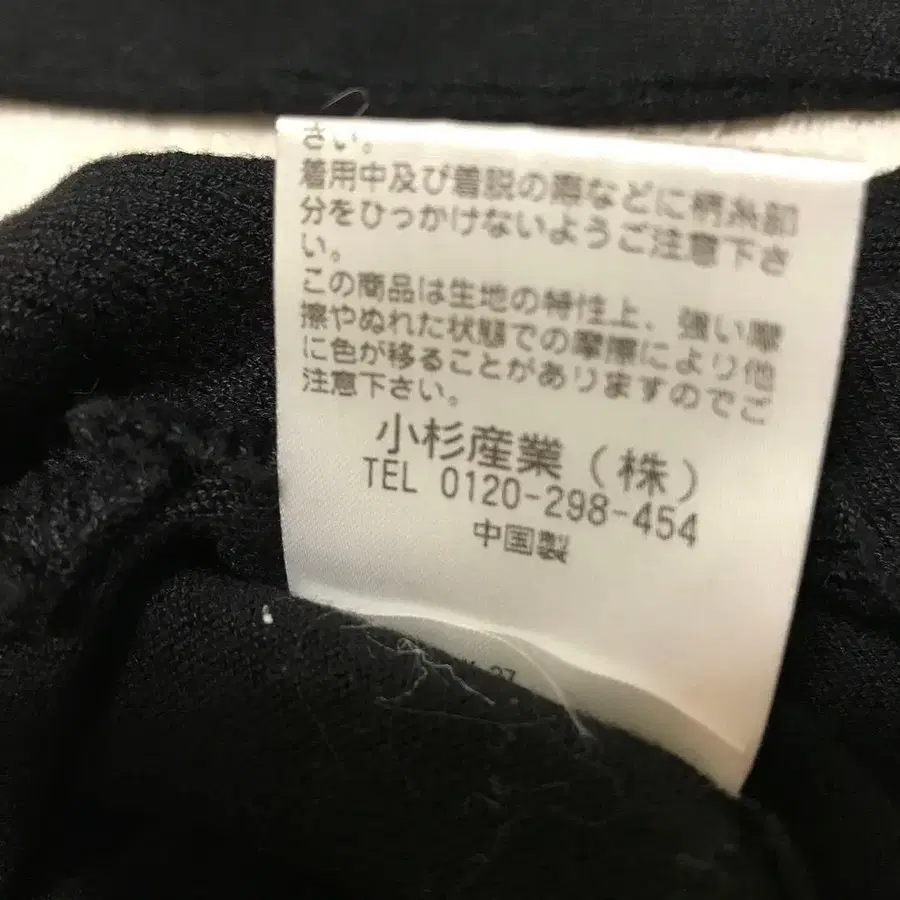 さい。
着用中及び着脱の際などに柄糸部
分をひっかけないようご注意下さ
い。
この商品は生地の特性上、強い摩
擦やぬれた状態での摩擦により他
に色が移ることがありますのでご
注意下さい。
小杉産業（株）
TEL 0120-298-454
中国製